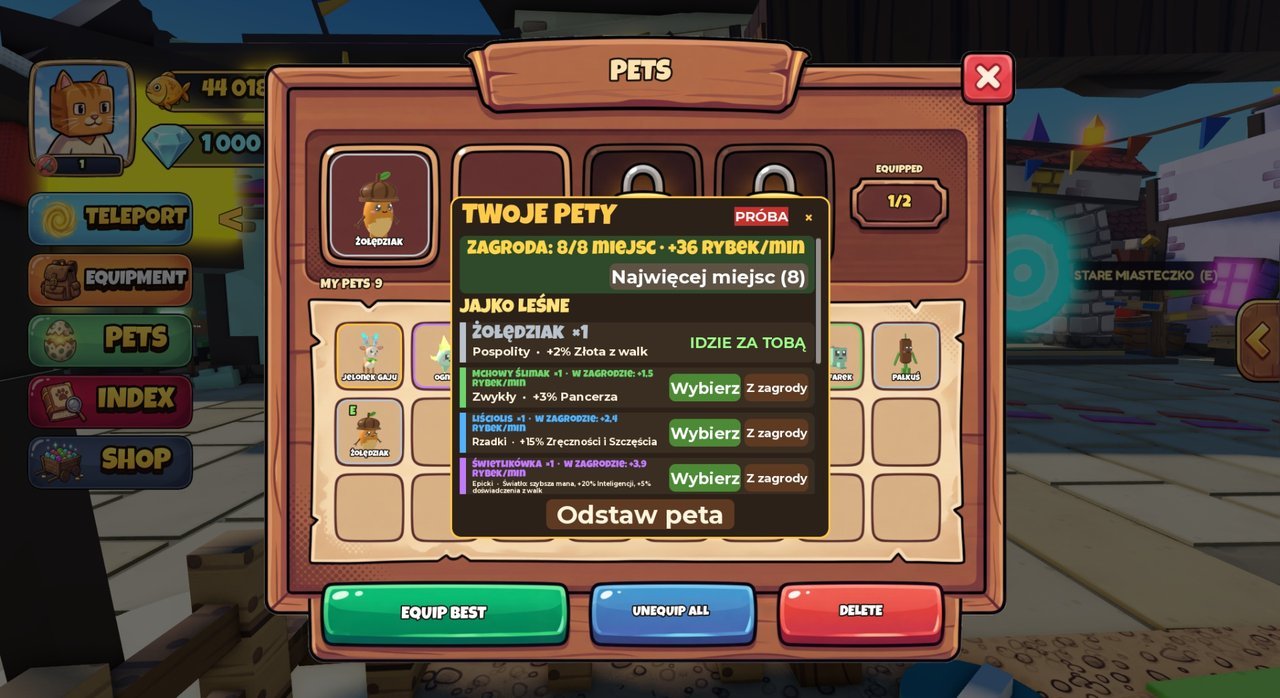 PETS
44 018
1 000
1
TELEPORT
EQUIPMENT
PETS
INDEX
SHOP
ŻOŁĘDZIAK
EQUIPPED
1/2
MY PETS 9
STARE MIASTECZKO (E)
TWOJE PETY
PRÓBA
×
ZAGRODA: 8/8 MIEJSC · +36 RYBEK/MIN
Najwięcej miejsc (8)
JAJKO LEŚNE
ŻOŁĘDZIAK ×1
Pospolity · +2% Złota z walk
IDZIE ZA TOBĄ
MCHOWY ŚLIMAK ×1 · W ZAGRODZIE: +1,5
RYBEK/MIN
Zwykły · +3% Pancerza
Wybierz
Z zagrody
LIŚCIOLIS ×1 · W ZAGRODZIE: +2,4
RYBEK/MIN
Rzadki · +15% Zręczności i Szczęścia
Wybierz
Z zagrody
ŚWIETLIKÓWKA ×1 · W ZAGRODZIE: +3,9
RYBEK/MIN
Epicki · Światło: szybsza mana, +20% Inteligencji, +5%
doświadczenia z walk
Wybierz
Z zagrody
Odstaw peta
JELONEK GAJU
PAŁKUŚ
E
ŻOŁĘDZIAK
EQUIP BEST
UNEQUIP ALL
DELETE